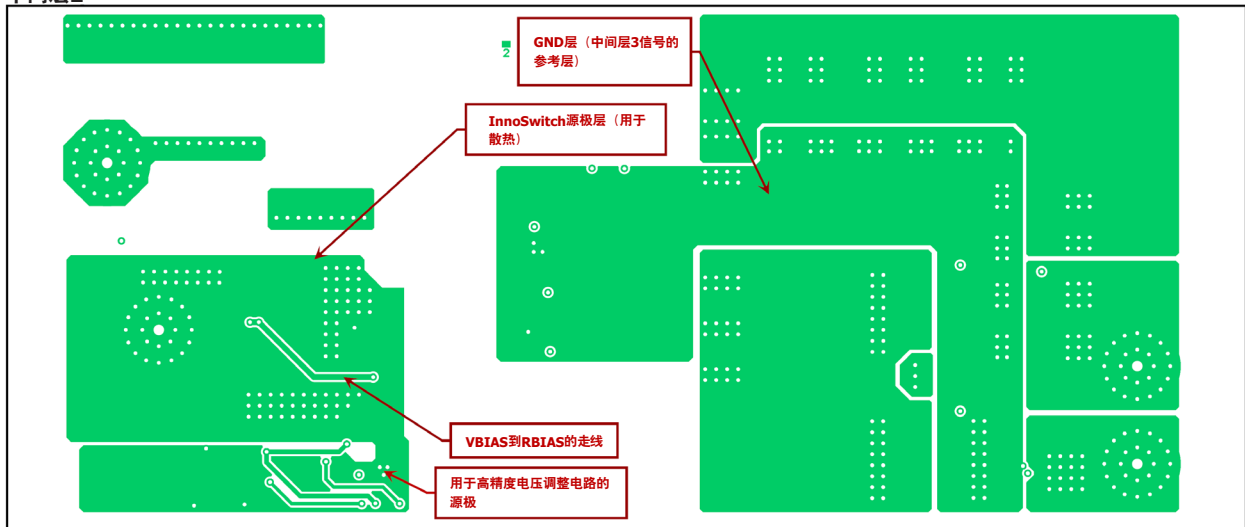 GND层（中间层3信号的
参考层）
2
InnoSwitch源极层（用于
散热）
VBIAS到RBIAS的走线
用于高精度电压调整电路的
源极